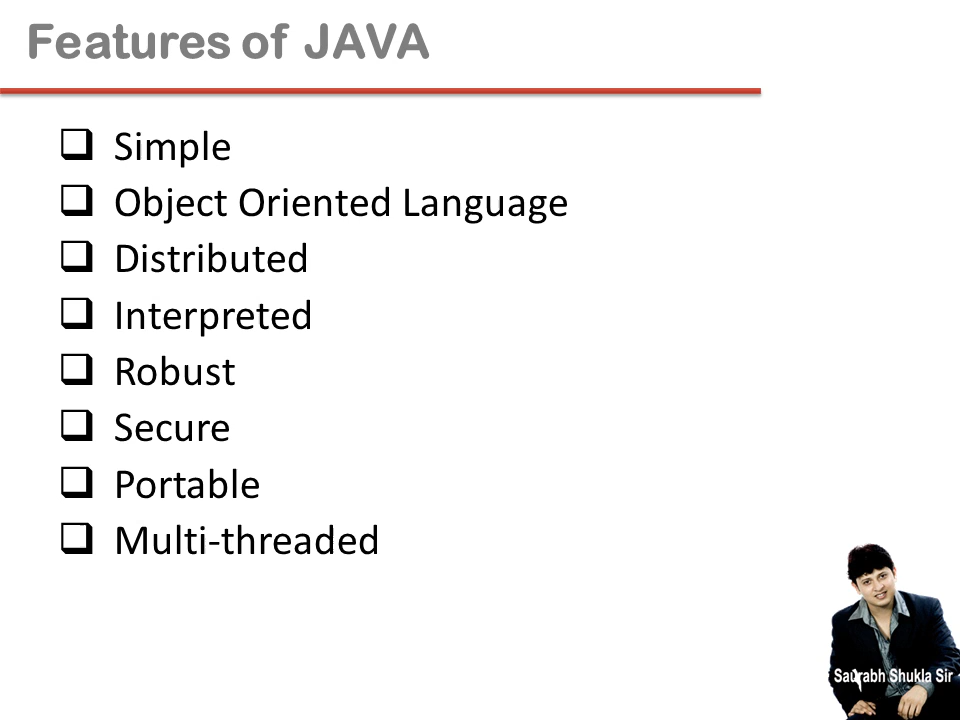 Features of JAVA
Simple
Object Oriented Language
Distributed
Interpreted
Robust
Secure
Portable
Multi-threaded
Saurabh Shukla Sir